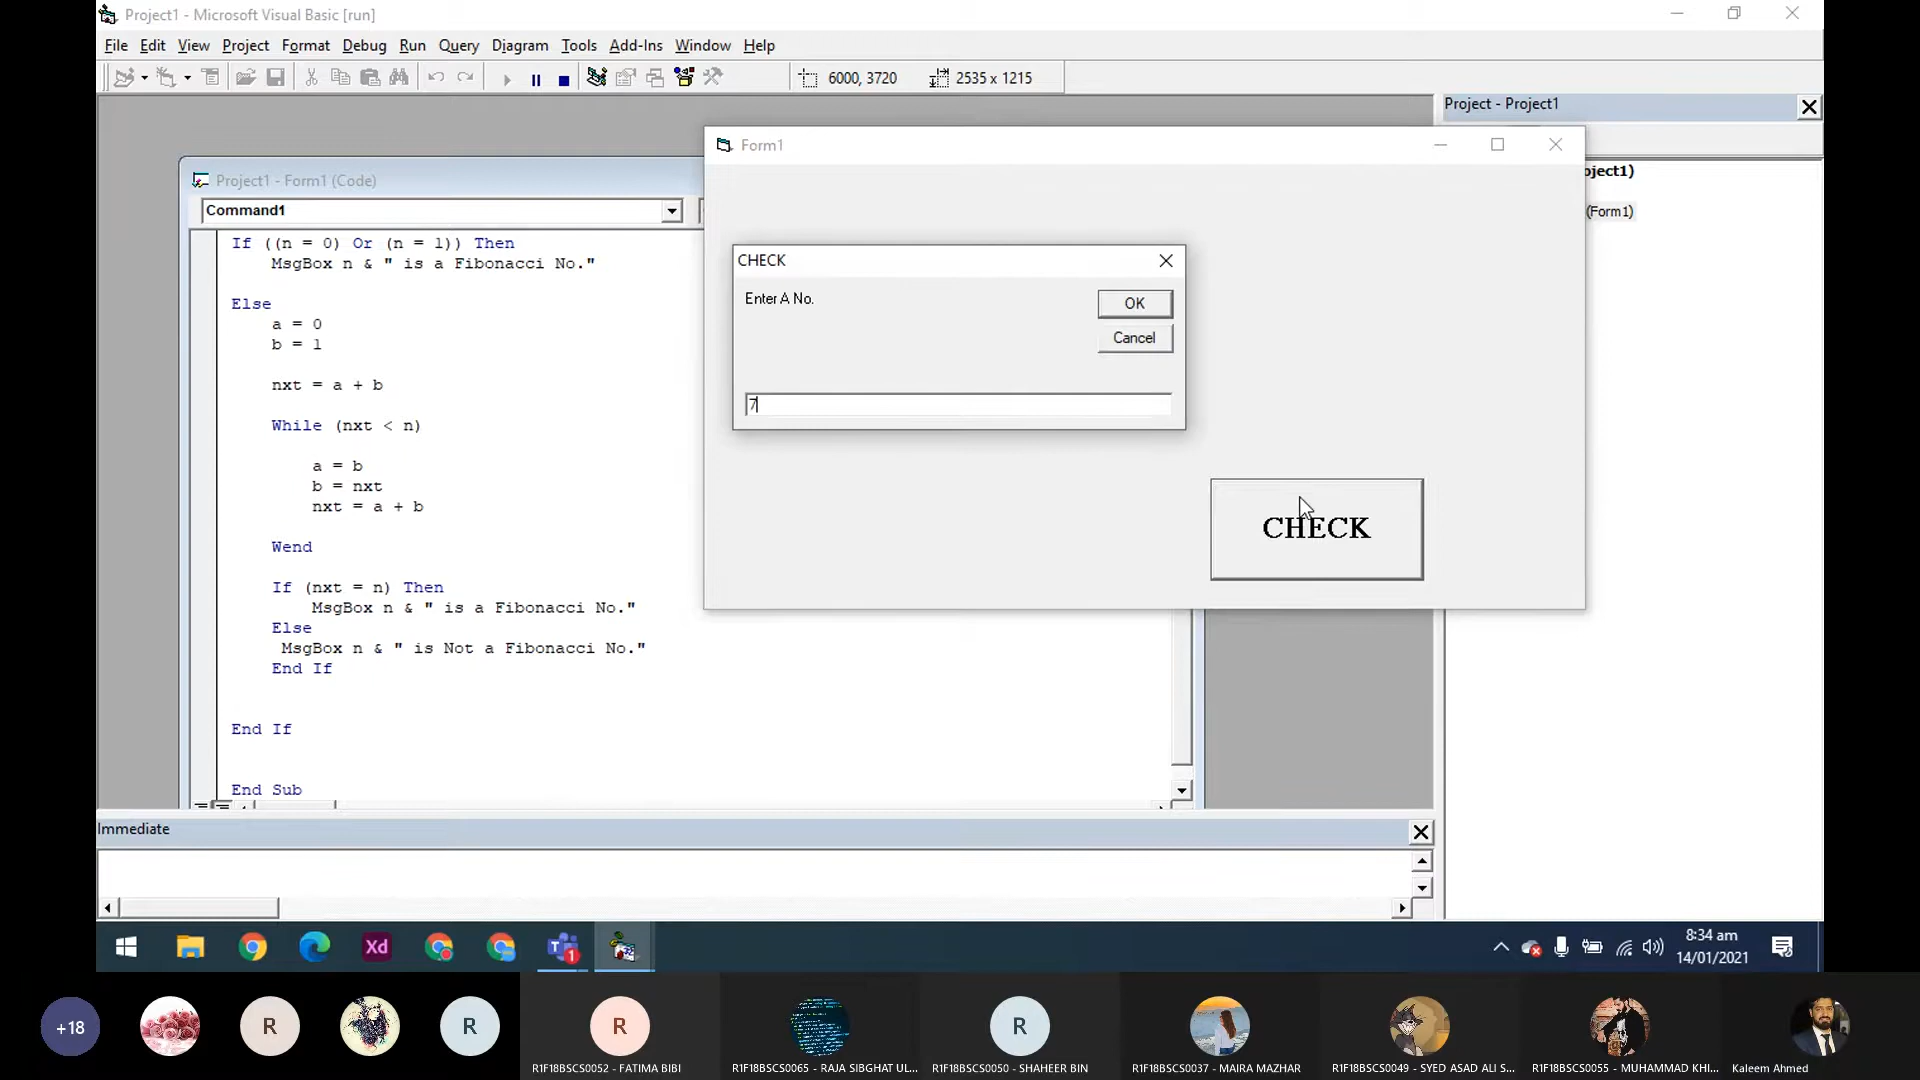 Project1 - Microsoft Visual Basic [run]
File Edit View Project Format Debug Run Query Diagram Tools Add-Ins Window Help
6000, 3720 2535 x 1215
Project - Project1
Form1
oject1)
(Form1)
Project1 - Form1 (Code)
Command1
If ((n = 0) Or (n = 1)) Then
MsgBox n & " is a Fibonacci No."
Else
a = 0
b = 1
nxt = a + b
While (nxt < n)
a = b
b = nxt
nxt = a + b
Wend
If (nxt = n) Then
MsgBox n & " is a Fibonacci No."
Else
MsgBox n & " is Not a Fibonacci No."
End If
End If
End Sub
CHECK
Enter A No.
OK
Cancel
7
CHECK
Immediate
Xd
1
8:34 am
14/01/2021
+18
R
R
R
R
R1F18BSCS0052 - FATIMA BIBI
R1F18BSCS0065 - RAJA SIBGHAT UL...
R1F18BSCS0050 - SHAHEER BIN
R1F18BSCS0037 - MAIRA MAZHAR
R1F18BSCS0049 - SYED ASAD ALI S...
R1F18BSCS0055 - MUHAMMAD KHI...
Kaleem Ahmed